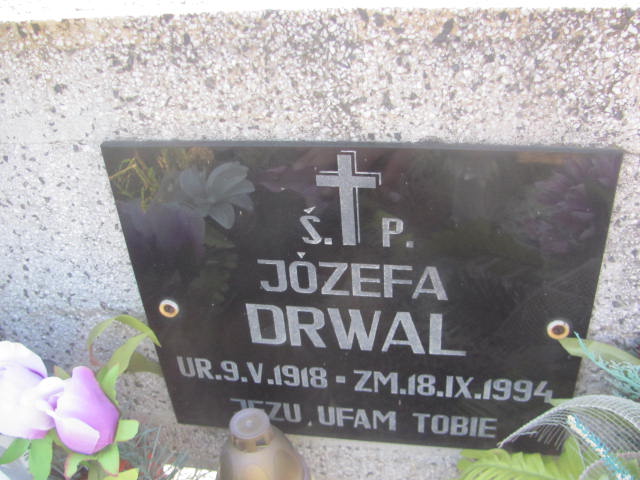 Ś. P.
JÓZEFA
DRWAL
UR.9.V.1918 - ZM.18.IX.1994
JEZU, UFAM TOBIE